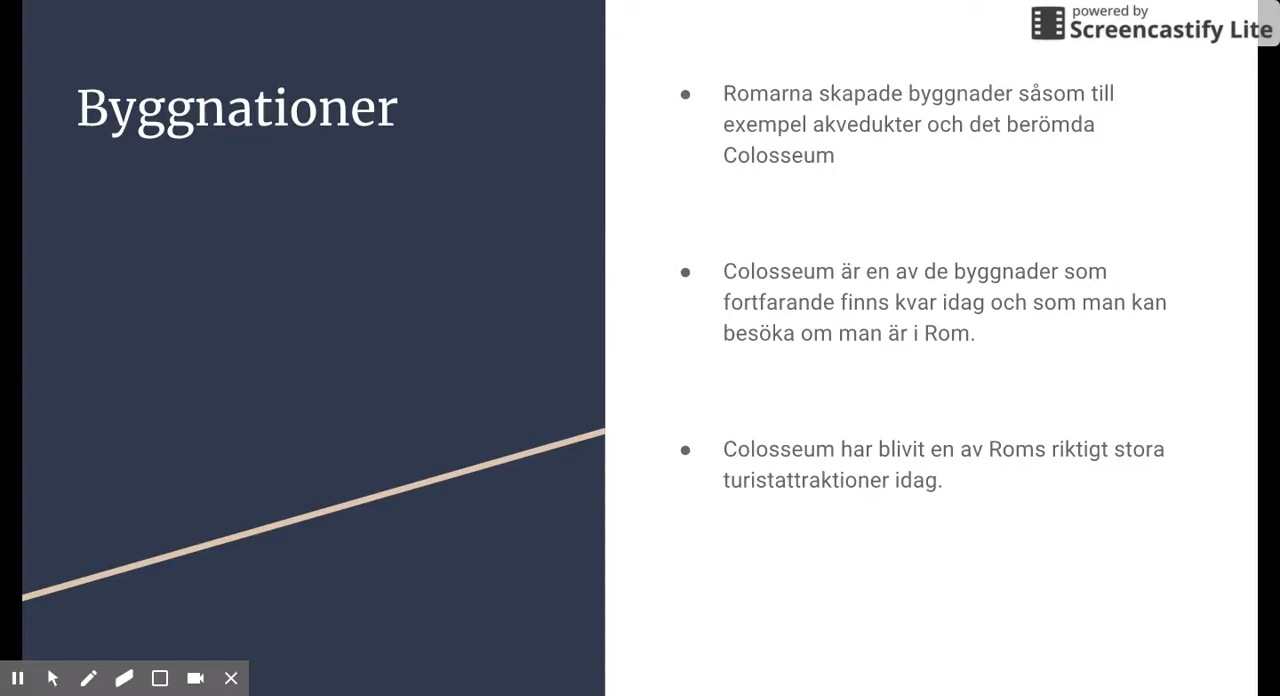 powered by
Screencastify Lite
Byggnationer
● Romarna skapade byggnader såsom till
exempel akvedukter och det berömda
Colosseum
● Colosseum är en av de byggnader som
fortfarande finns kvar idag och som man kan
besöka om man är i Rom.
● Colosseum har blivit en av Roms riktigt stora
turistattraktioner idag.